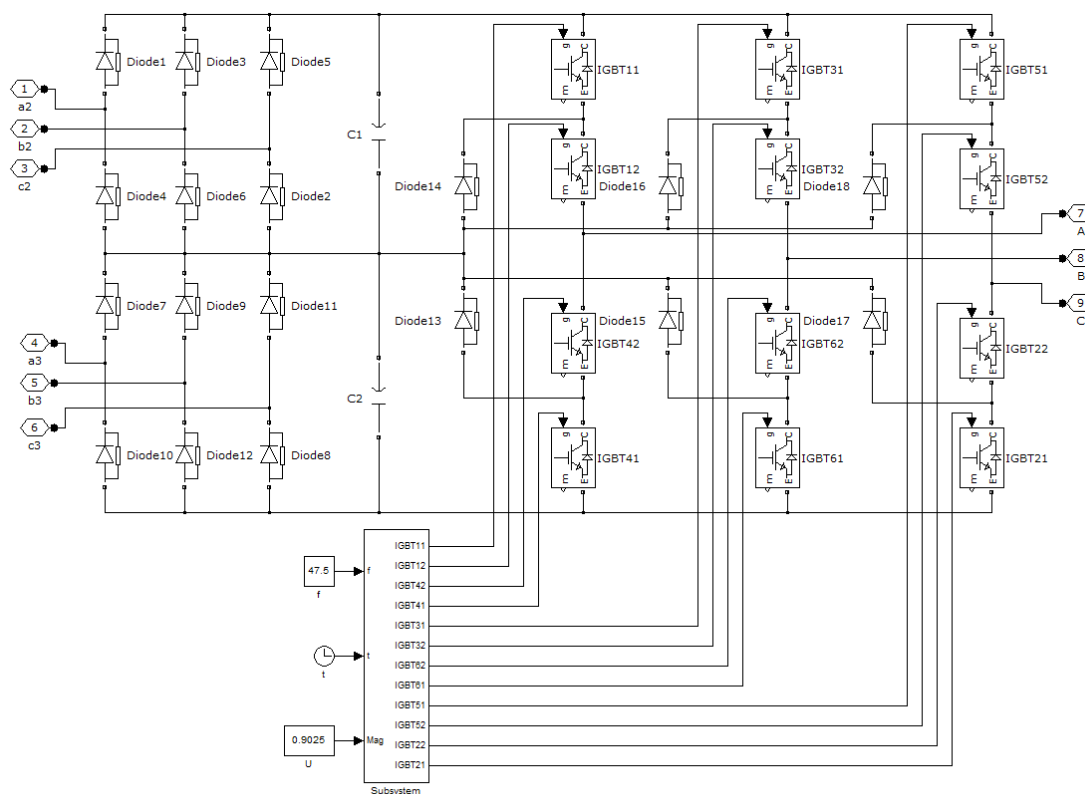 g C IGBT11 m E
g C IGBT31 m E
g C IGBT51 m E
Diode1 Diode3 Diode5
1 a2
2 b2
3 c2
C1
g C IGBT12 m E
g C IGBT32 m E
g C IGBT52 m E
Diode4 Diode6 Diode2
Diode14 Diode16 Diode18
7 A
8 B
9 C
Diode7 Diode9 Diode11
Diode13 Diode15 Diode17
g C IGBT42 m E
g C IGBT62 m E
g C IGBT22 m E
4 a3
5 b3
6 c3
C2
Diode10 Diode12 Diode8
g C IGBT41 m E
g C IGBT61 m E
g C IGBT21 m E
47.5
f
t
0.9025
U
f
t
Mag
IGBT11
IGBT12
IGBT42
IGBT41
IGBT31
IGBT32
IGBT62
IGBT61
IGBT51
IGBT52
IGBT22
IGBT21
Subsystem